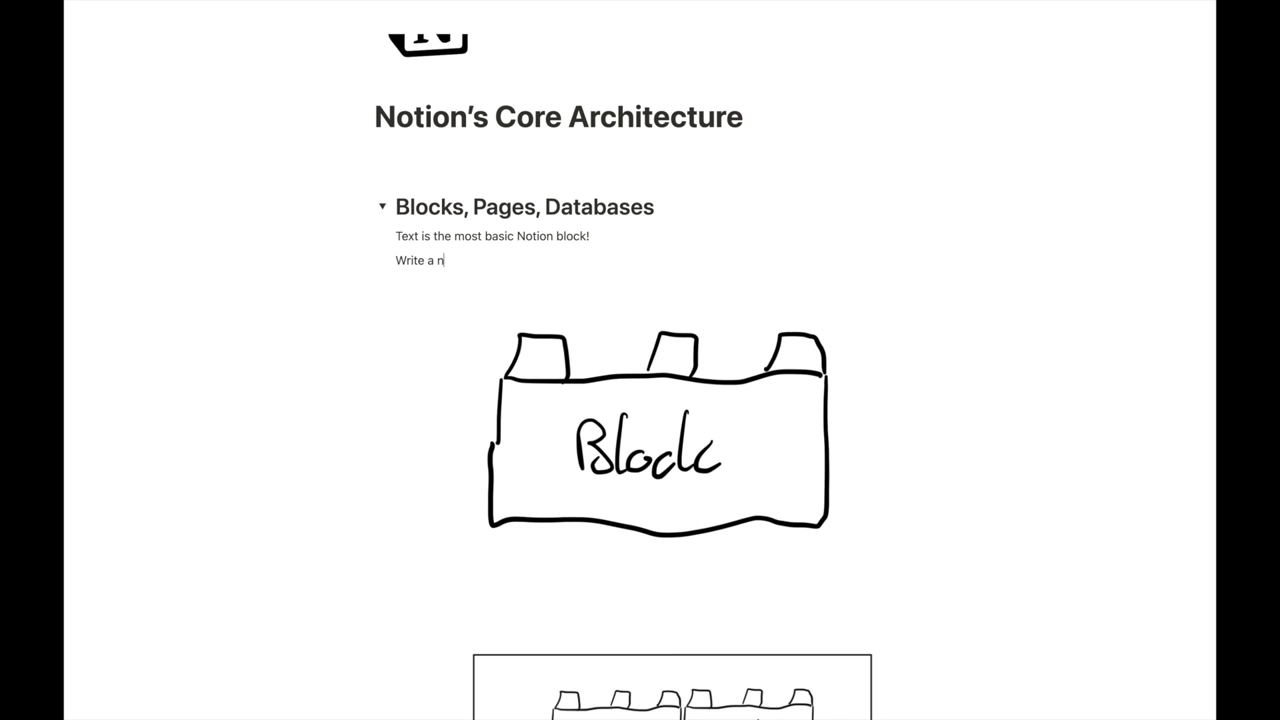 N
Notion's Core Architecture
Blocks, Pages, Databases
Text is the most basic Notion block!
Write a n
Block